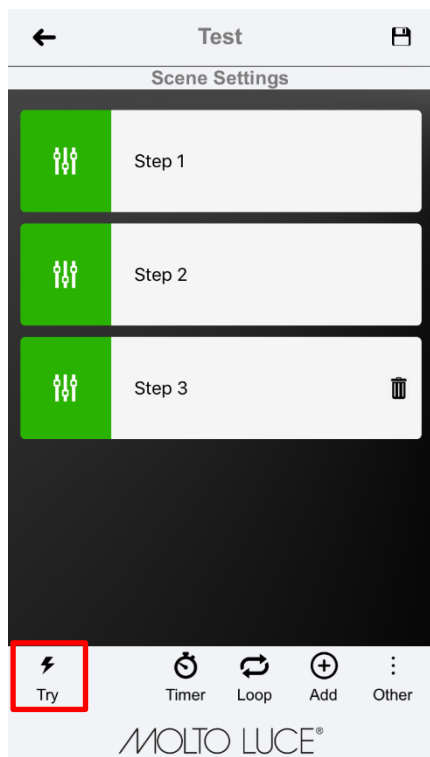 Test
Scene Settings
Step 1
Step 2
Step 3
Try Timer Loop Add Other
MOLTO LUCE®